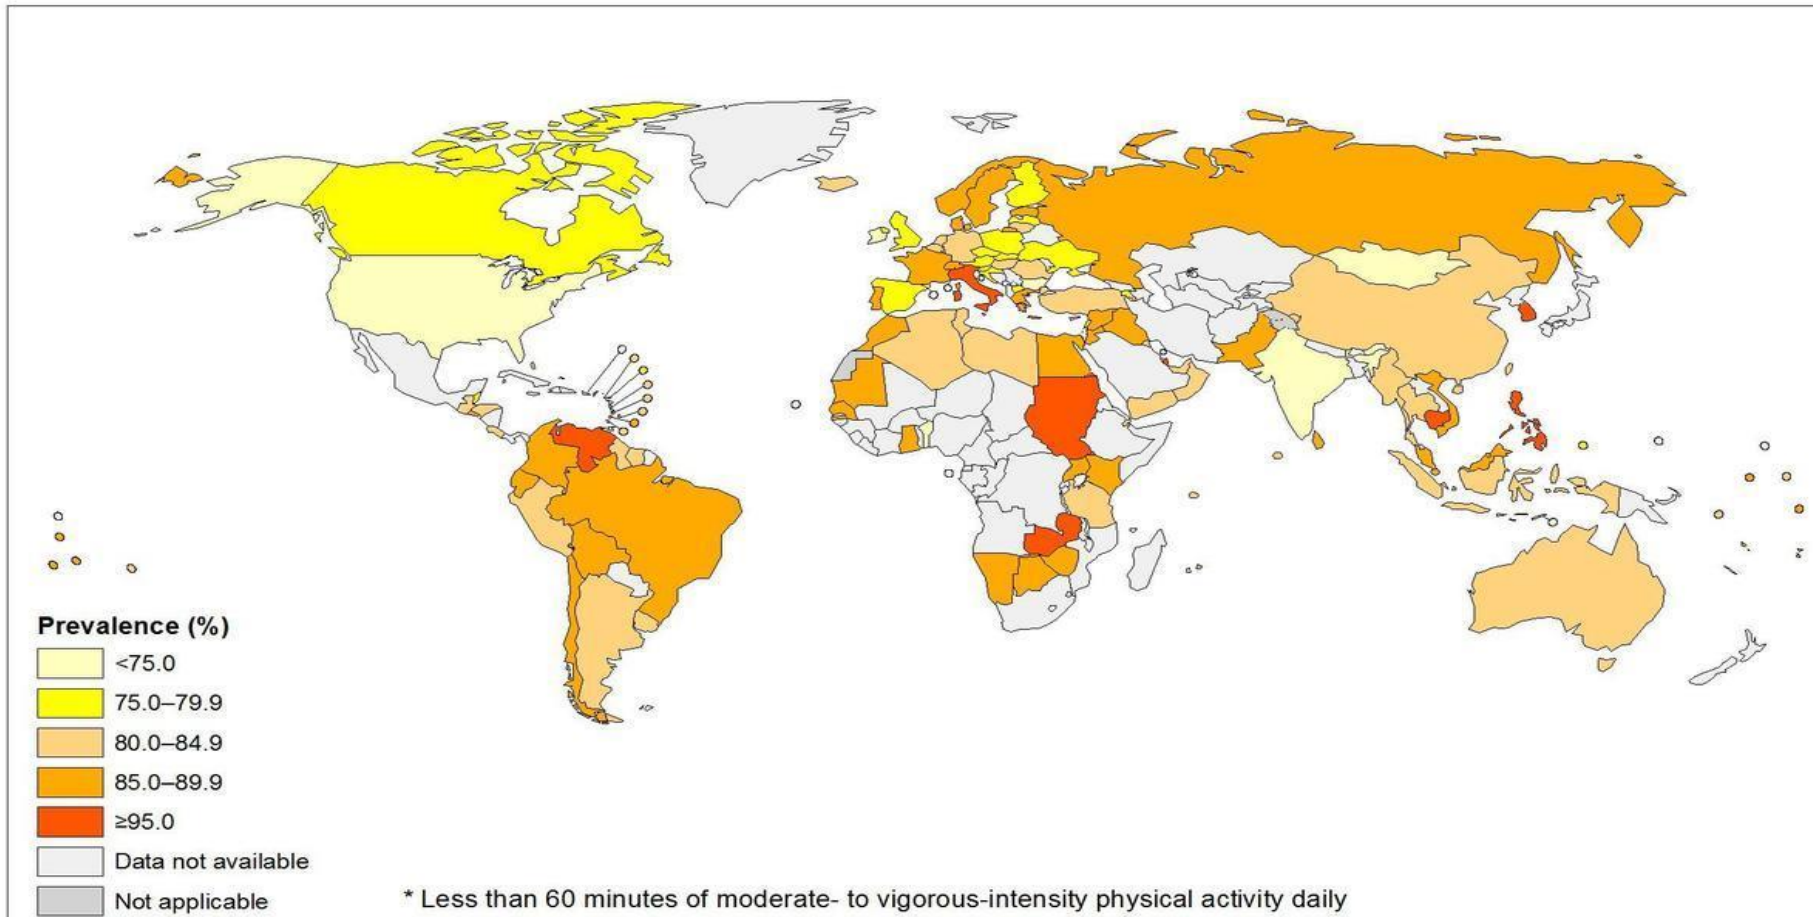 Prevalence (%)
<75.0
75.0–79.9
80.0–84.9
85.0–89.9
≥95.0
Data not available
Not applicable
* Less than 60 minutes of moderate- to vigorous-intensity physical activity daily